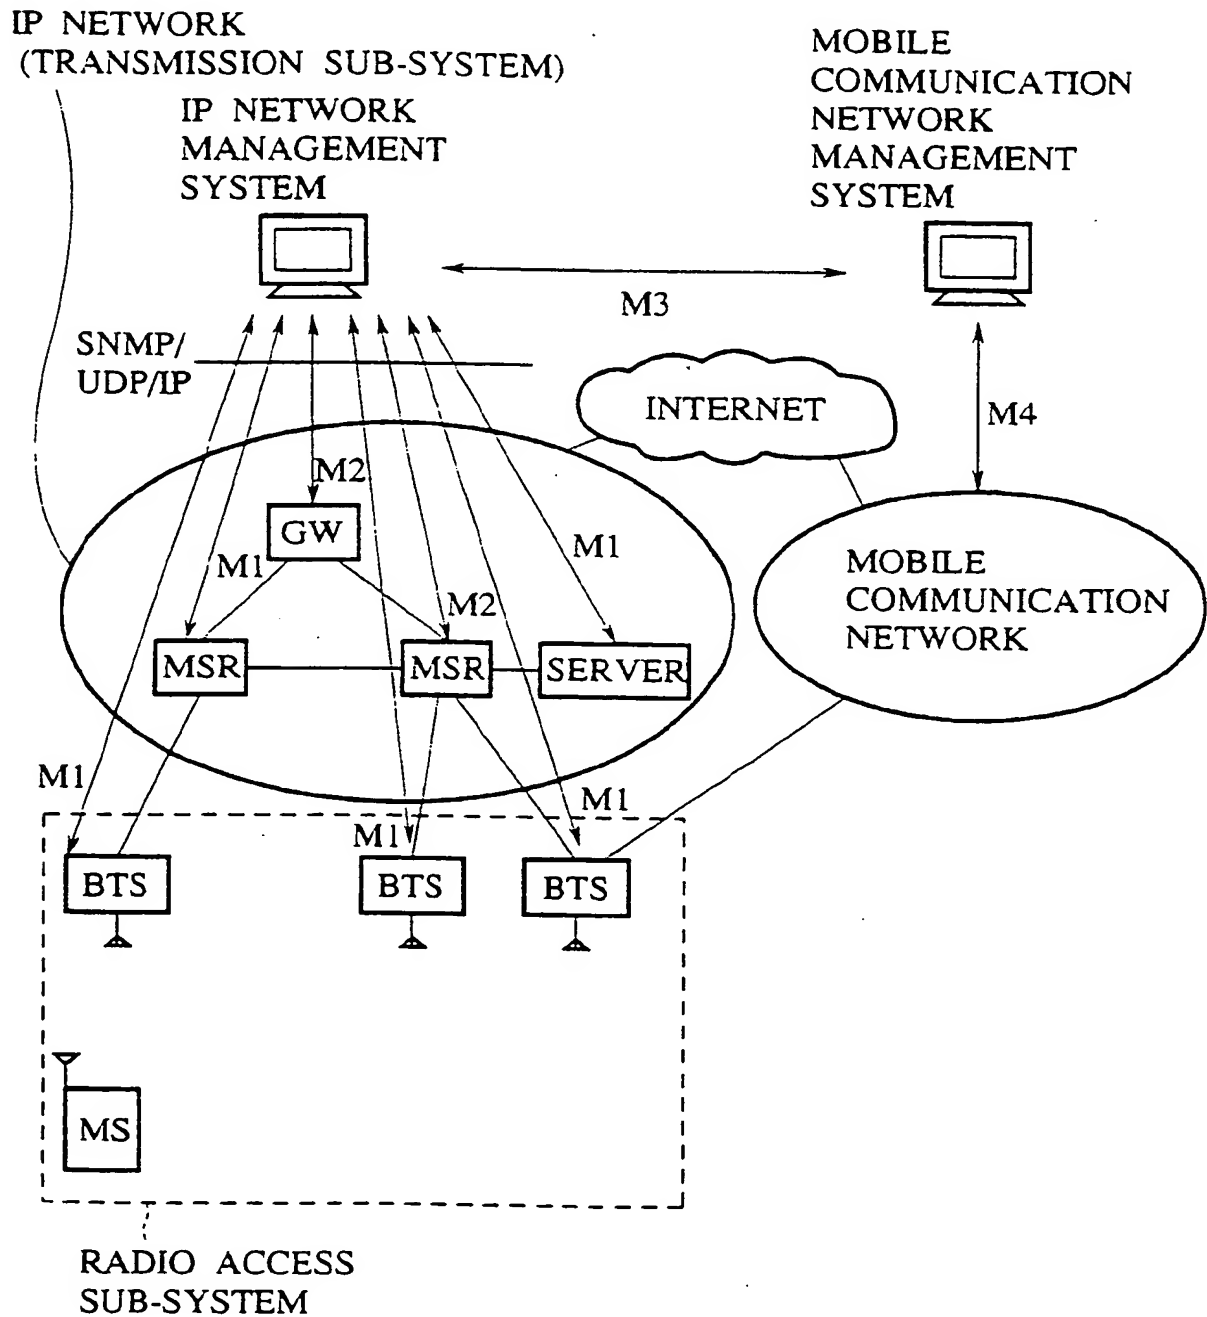 IP NETWORK
(TRANSMISSION SUB-SYSTEM)
IP NETWORK
MANAGEMENT
SYSTEM
MOBILE
COMMUNICATION
NETWORK
MANAGEMENT
SYSTEM
M3
SNMP/
UDP/IP
INTERNET
M4
M2
GW
M1
M1
M2
MOBILE
COMMUNICATION
NETWORK
MSR
MSR
SERVER
M1
M1
M1
BTS
BTS
BTS
MS
RADIO ACCESS
SUB-SYSTEM